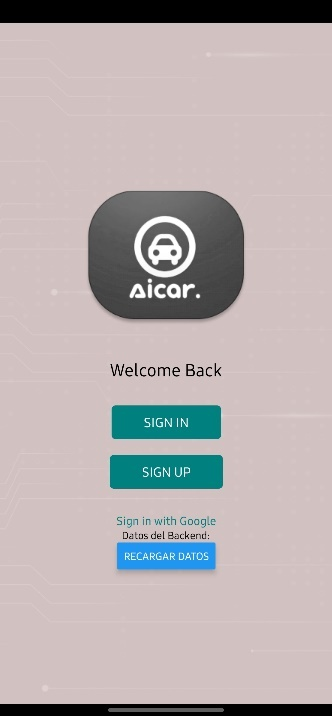 aicar.
Welcome Back
SIGN IN
SIGN UP
Sign in with Google
Datos del Backend:
RECARGAR DATOS